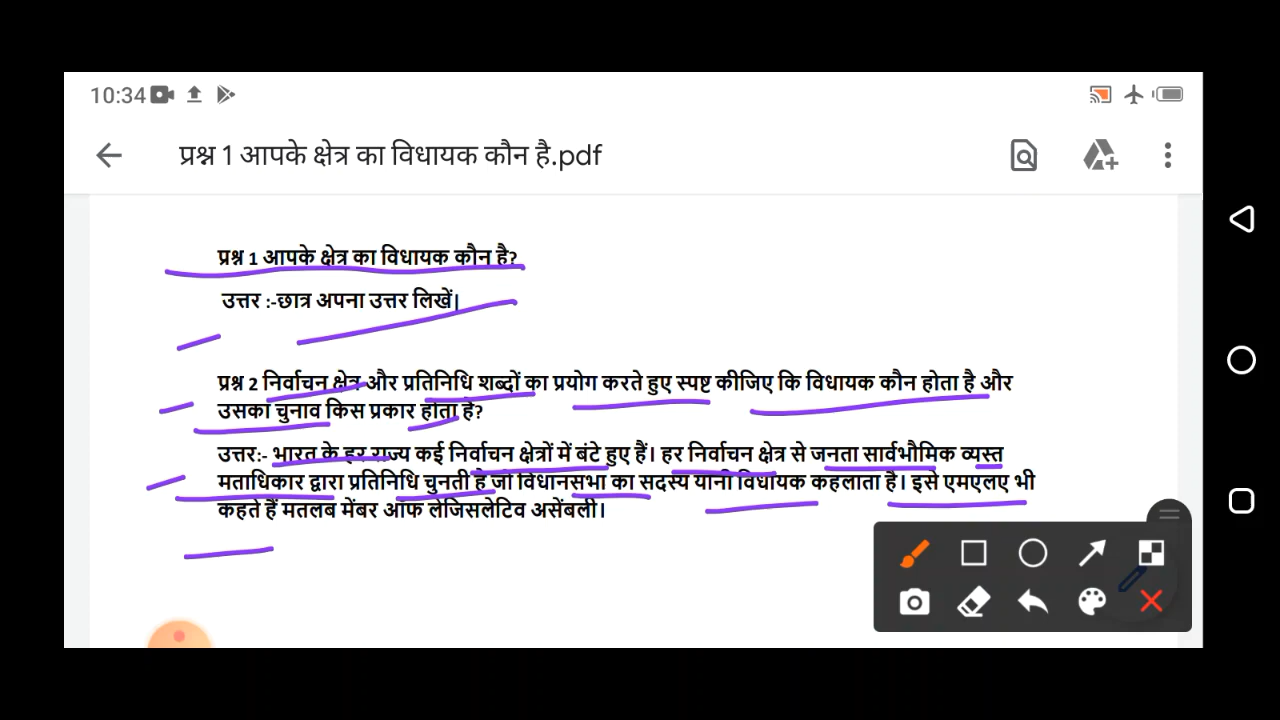 10:34
प्रश्न 1 आपके क्षेत्र का विधायक कौन है.pdf
प्रश्न 1 आपके क्षेत्र का विधायक कौन है?
उत्तर :-छात्र अपना उत्तर लिखें|
प्रश्न 2 निर्वाचन क्षेत्र और प्रतिनिधि शब्दों का प्रयोग करते हुए स्पष्ट कीजिए कि विधायक कौन होता है और
उसका चुनाव किस प्रकार होता है?
उत्तर:- भारत के हर राज्य कई निर्वाचन क्षेत्रों में बंटे हुए हैं। हर निर्वाचन क्षेत्र से जनता सार्वभौमिक व्यस्त
मताधिकार द्वारा प्रतिनिधि चुनती है जो विधानसभा का सदस्य यानी विधायक कहलाता है। इसे एमएलए भी
कहते हैं मतलब मेंबर ऑफ लेजिसलेटिव असेंबली।